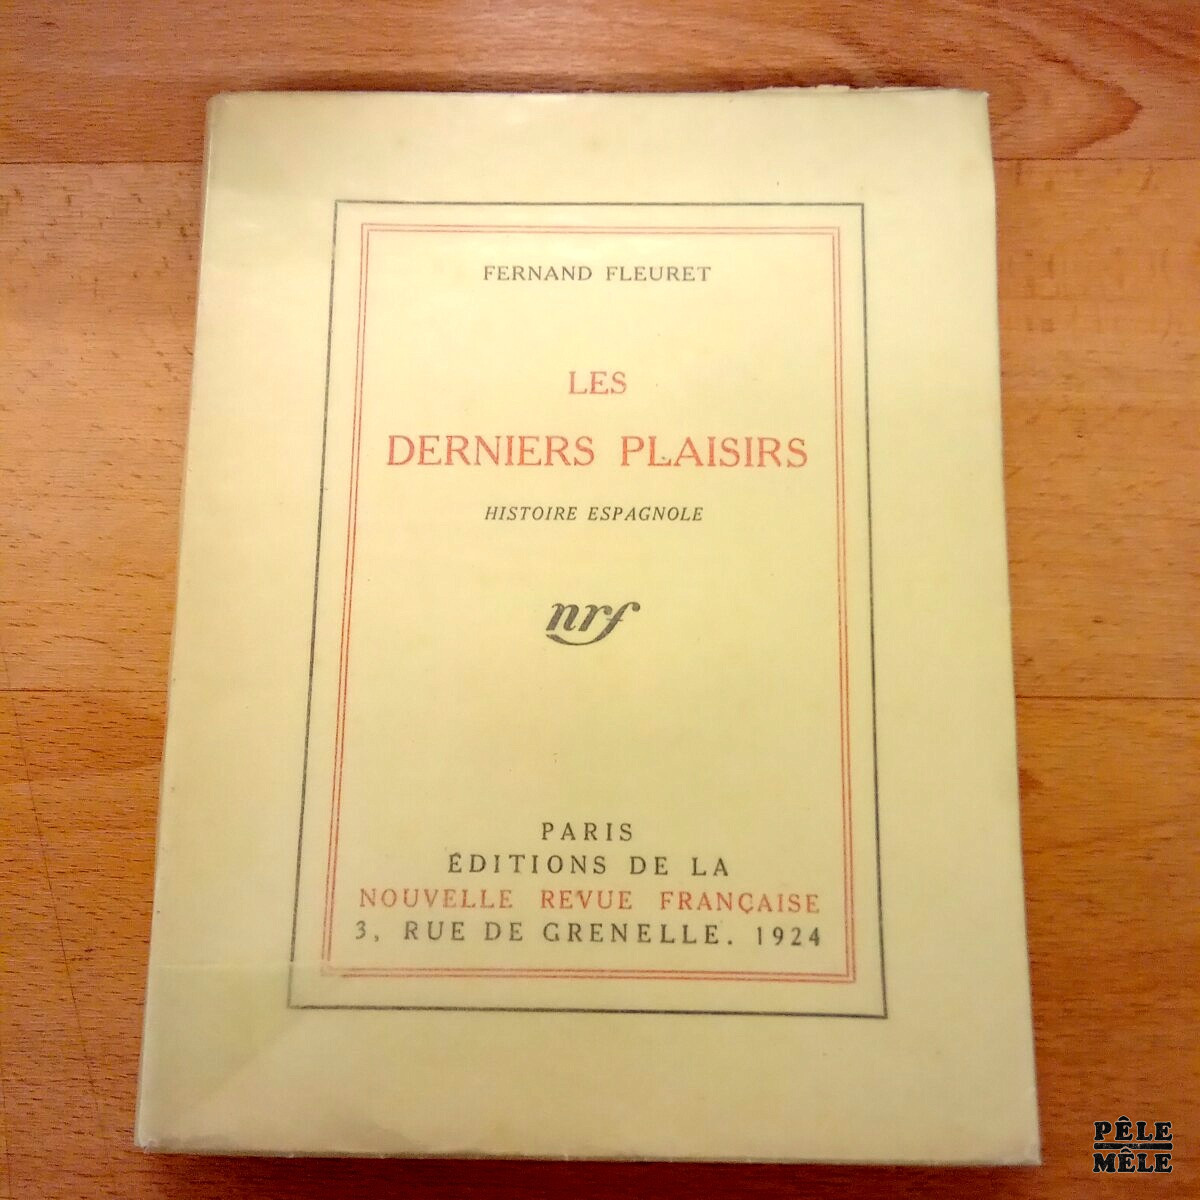 FERNAND FLEURET
LES
DERNIERS PLAISIRS
HISTOIRE ESPAGNOLE
nrf
PARIS
ÉDITIONS DE LA
NOUVELLE REVUE FRANÇAISE
3, RUE DE GRENELLE. 1924
PÊLE
MÊLE